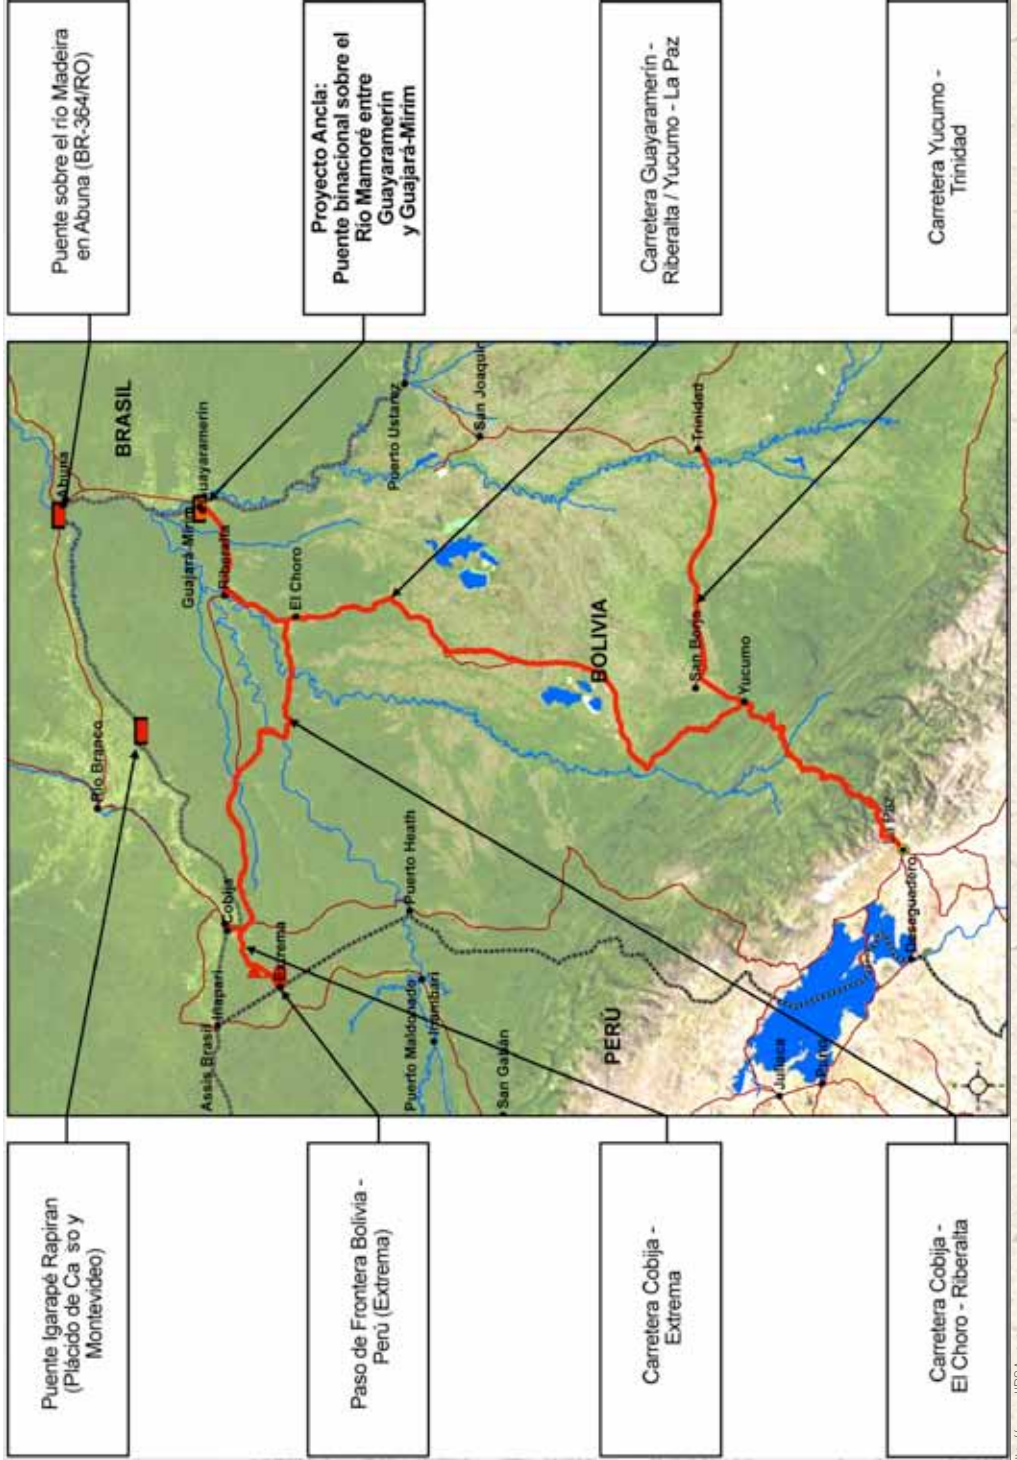 Puente Igarapé Rapiran
(Plácido de Ca so y
Montevideo)
Paso de Frontera Bolivia -
Perú (Extrema)
Carretera Cobija -
Extrema
Carretera Cobija -
El Choro - Riberalta
Puente sobre el río Madeira
en Abuna (BR-364/RO)
Proyecto Ancla:
Puente binacional sobre el
Río Mamoré entre
Guayaramerín
y Guajará-Mirim
Carretera Guayaramerín -
Riberalta / Yucumo - La Paz
Carretera Yucumo -
Trinidad
BRASIL
Abuna
Rio Branco
Guajará-Mirim
Guayaramerín
Riberalta
El Choro
Cobija
Extrema
Iñapari
Assis Brasil
Puerto Heath
Puerto Maldonado
Inambari
San Gabán
Puerto Ustarez
San Joaquín
Trinidad
BOLIVIA
San Borja
Yucumo
La Paz
Desaguadero
PERÚ
Juliaca
Puno